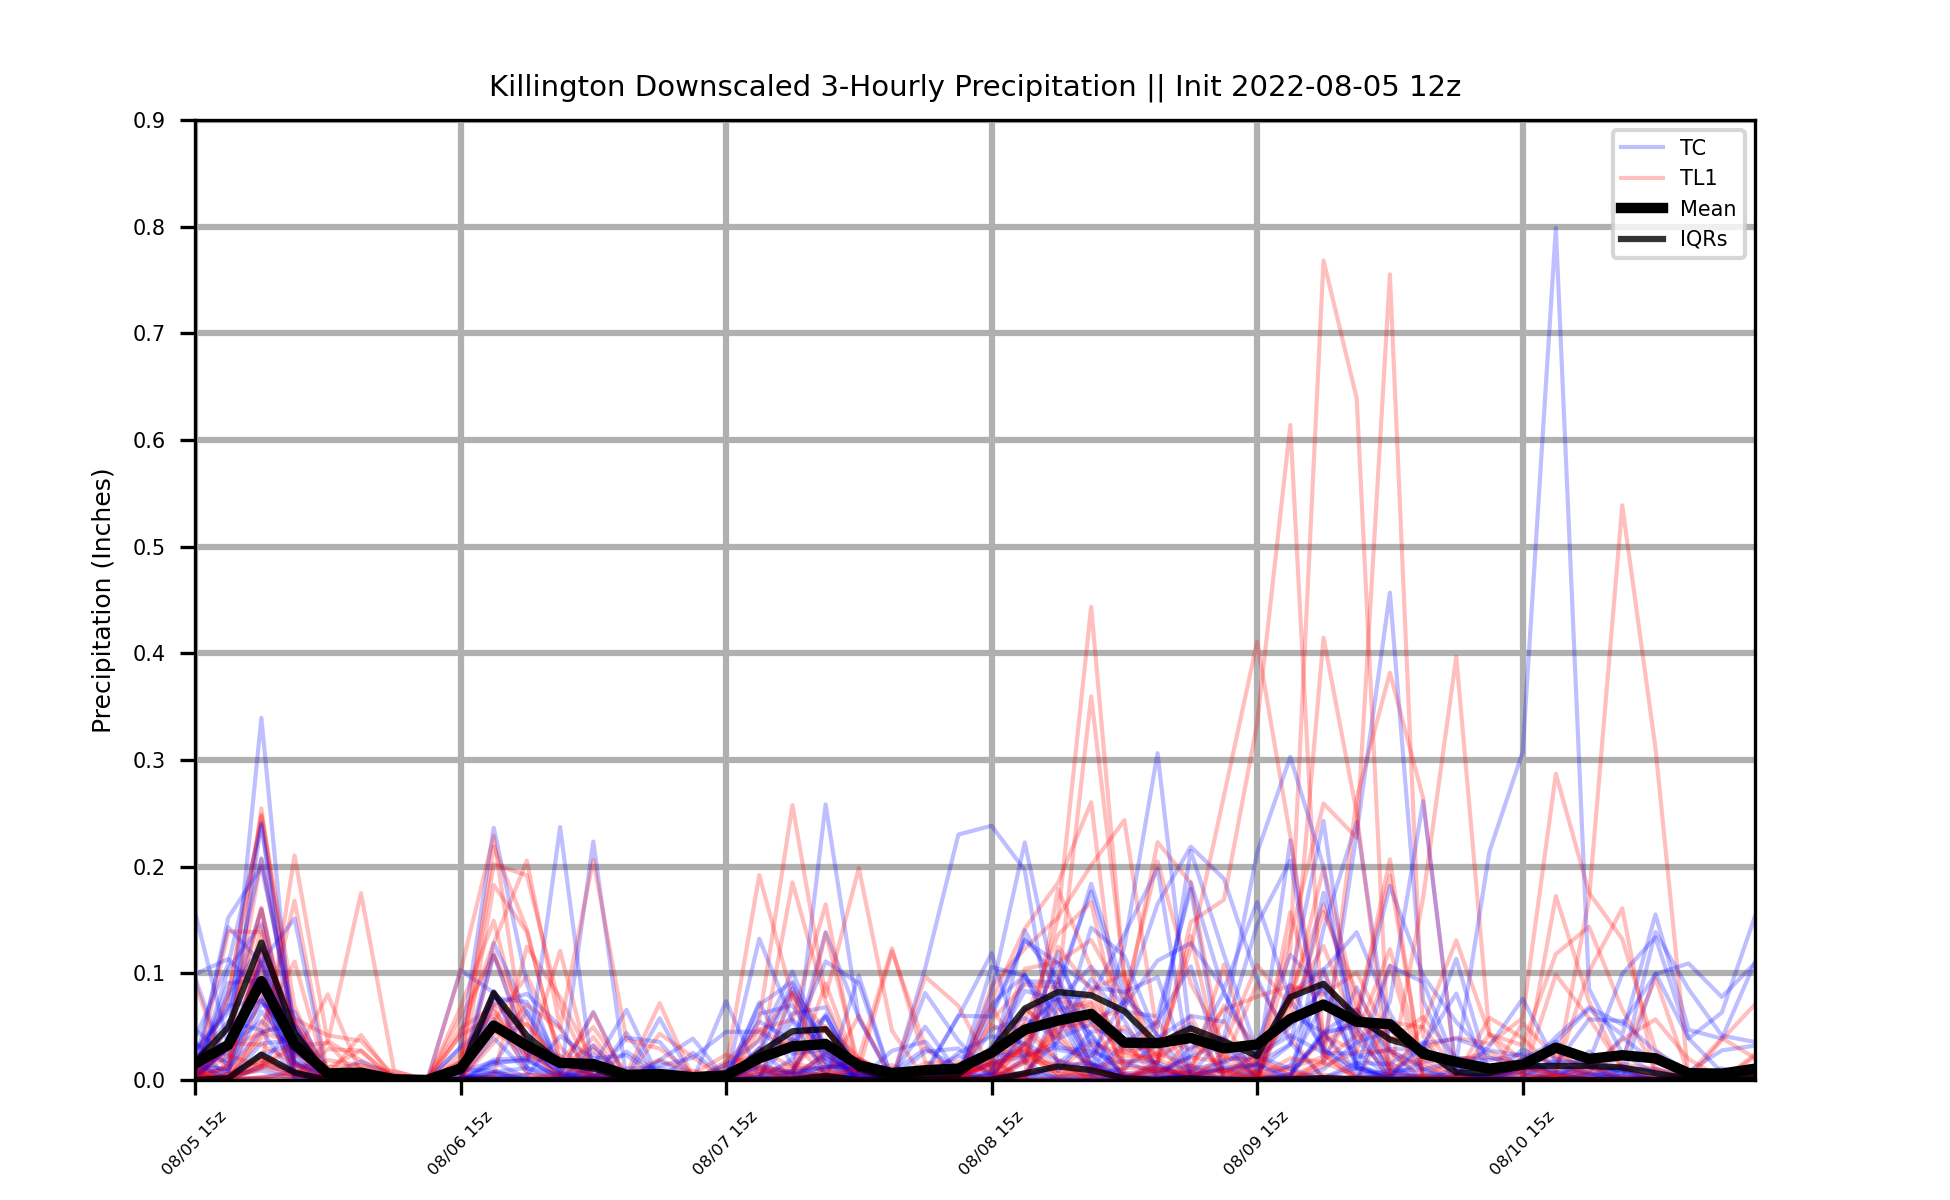 Killington Downscaled 3-Hourly Precipitation || Init 2022-08-05 12z
TC
TL1
Mean
IQRs
Precipitation (Inches)
0.9
0.8
0.7
0.6
0.5
0.4
0.3
0.2
0.1
0.0
08/05 15z
08/06 15z
08/07 15z
08/08 15z
08/09 15z
08/10 15z